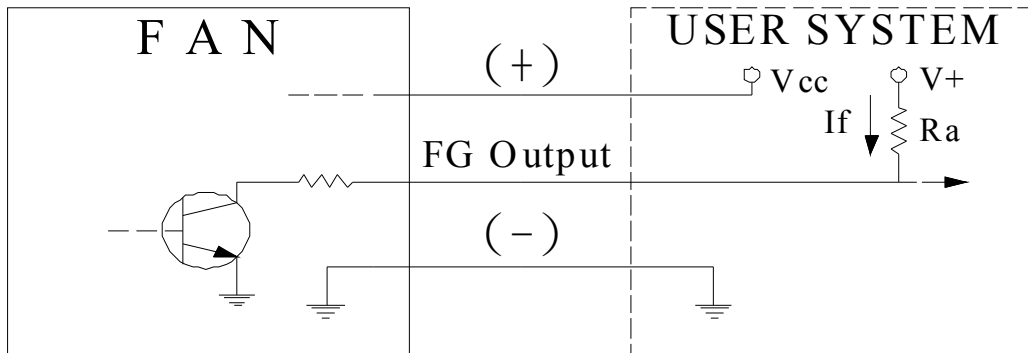 F A N
USER SYSTEM
(+)
Vcc
V+
If
Ra
FG Output
(-)